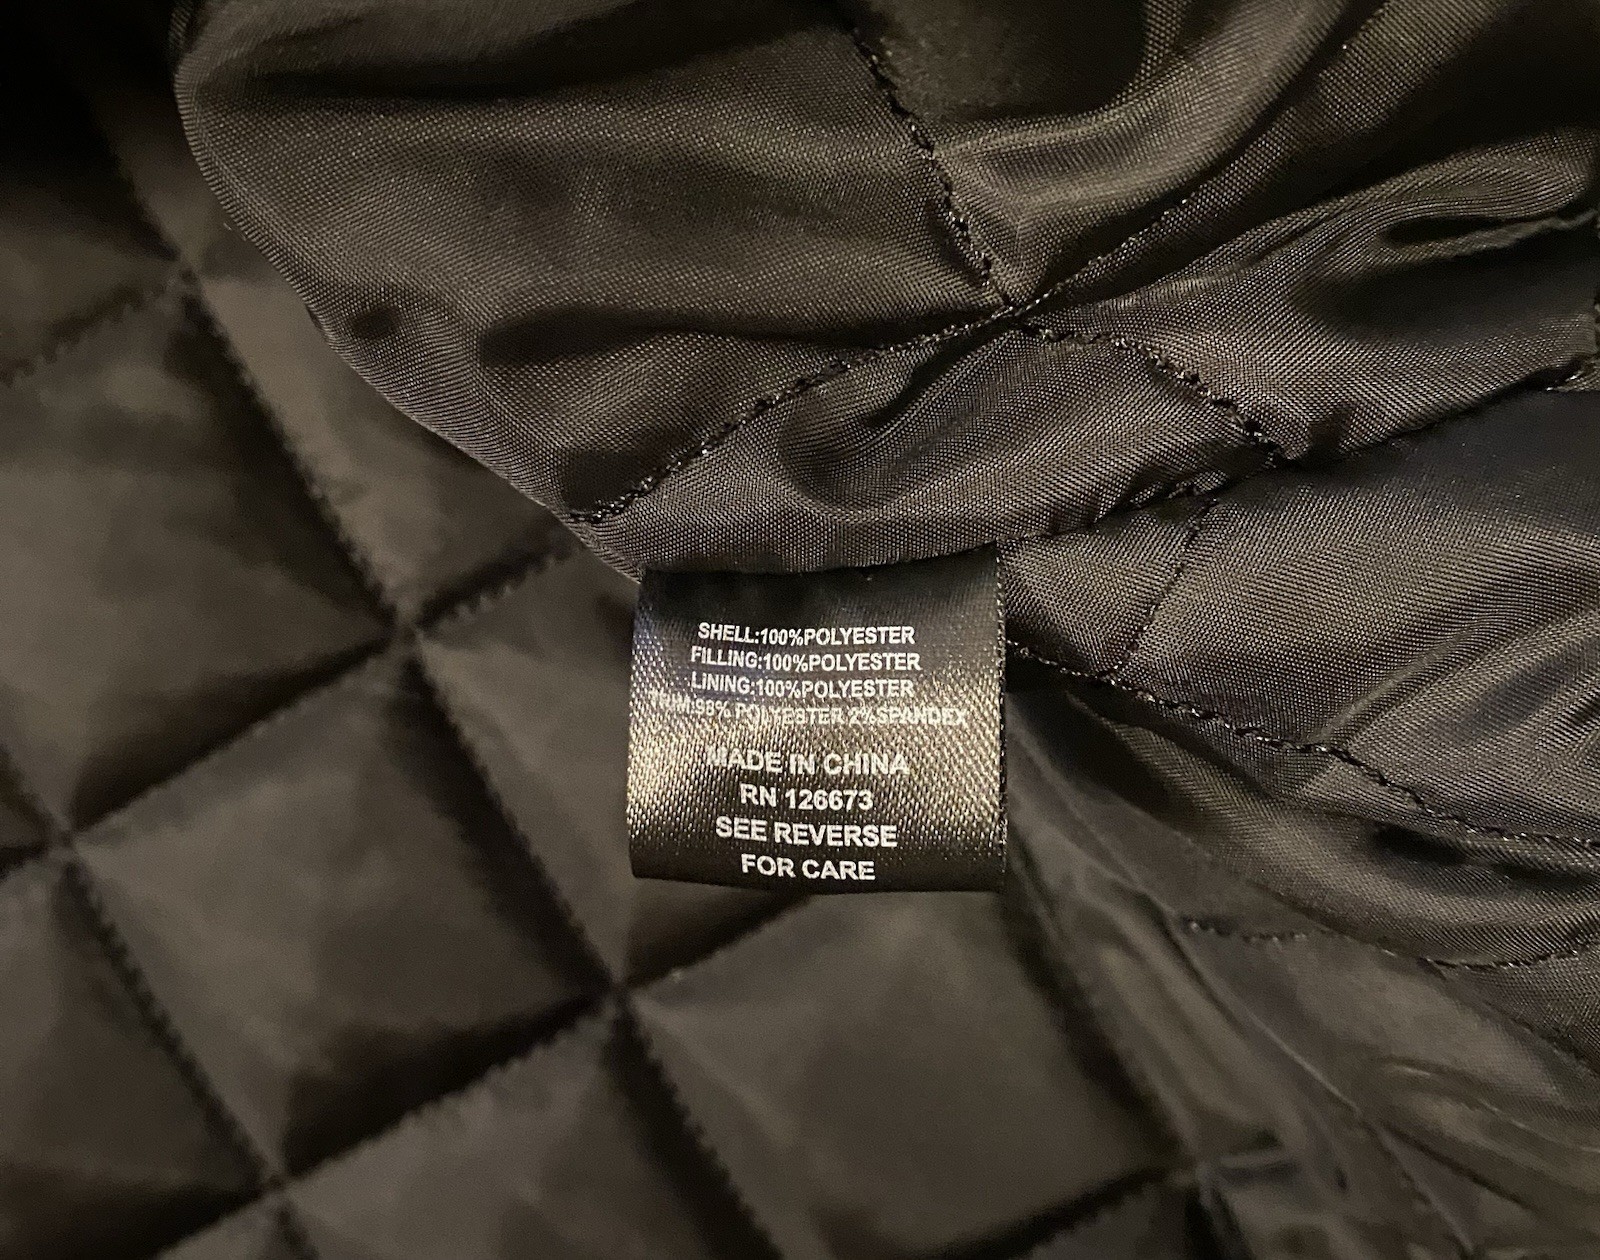 SHELL:100%POLYESTER
FILLING:100%POLYESTER
LINING:100%POLYESTER
TRIM:98% POLYESTER 2%SPANDEX
MADE IN CHINA
RN 126673
SEE REVERSE
FOR CARE